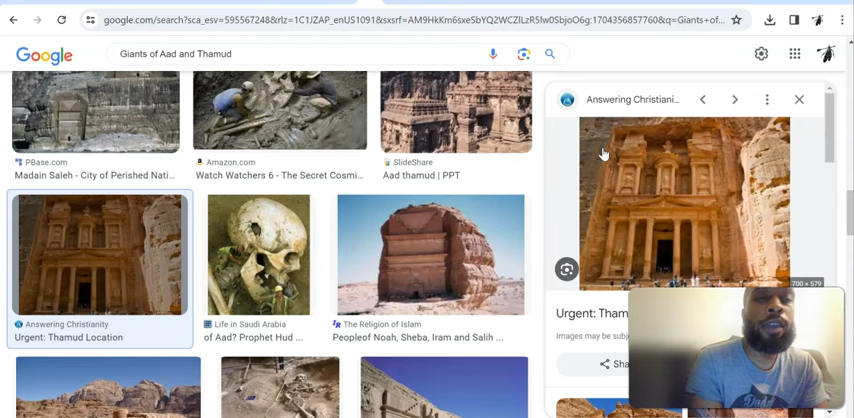 google.com/search?sca_esv=595567248&rlz=1C1JZAP_enUS1091&sxsrf=AM9HkKm6sxeSbYQ2WCZlLzR5lw0SbjoO6g:1704356857760&q=Giants+of...
Google
Giants of Aad and Thamud
Answering Christiani...
PBase.com
Madain Saleh - City of Perished Nati...
Amazon.com
Watch Watchers 6 - The Secret Cosmi...
SlideShare
Aad thamud | PPT
700 × 579
Answering Christianity
Urgent: Thamud Location
Life in Saudi Arabia
of Aad? Prophet Hud ...
The Religion of Islam
Peopleof Noah, Sheba, Iram and Salih ...
Urgent: Tham
Images may be subj
Sha